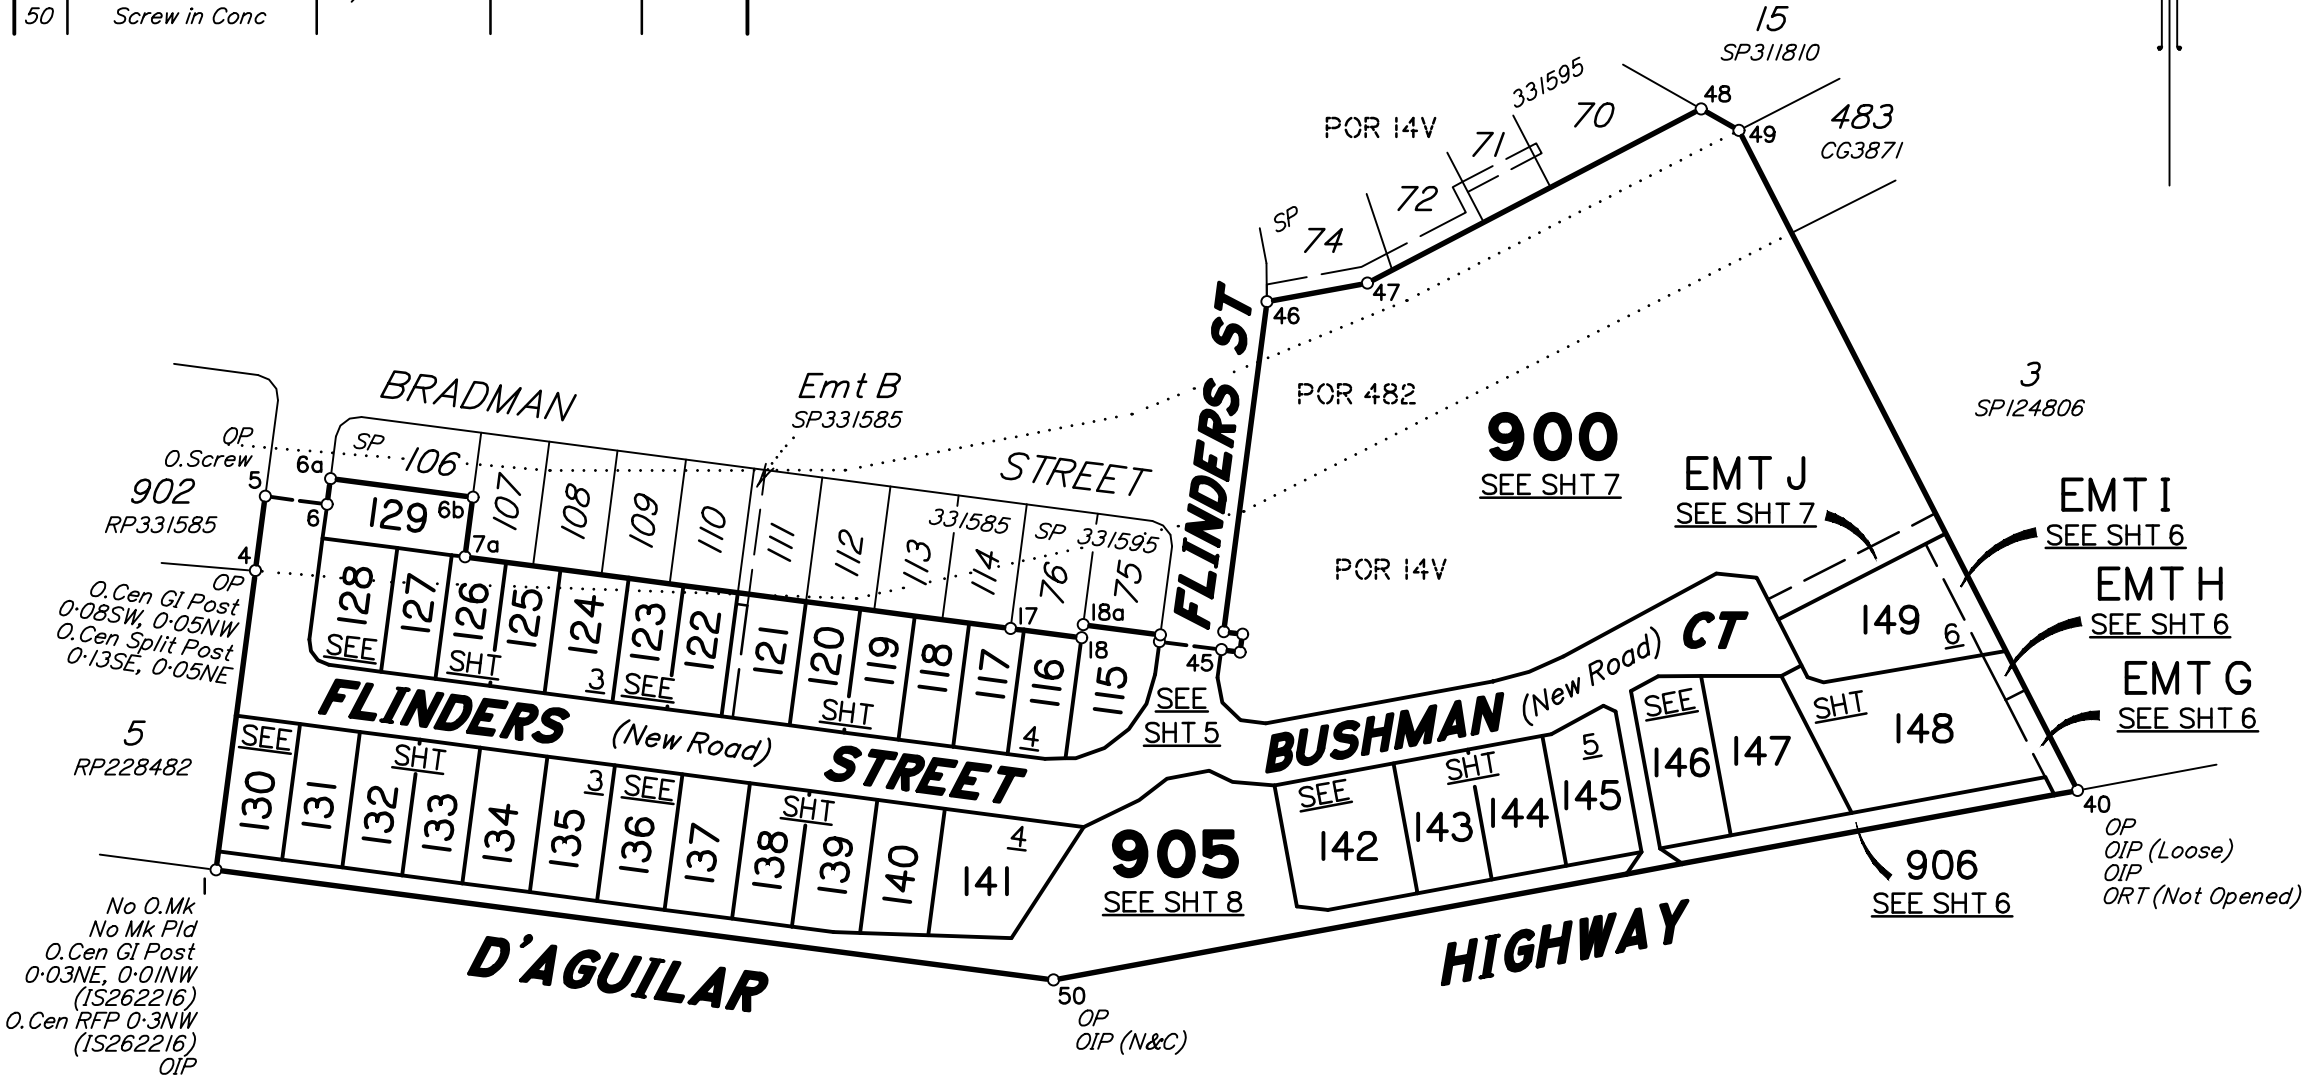 50 Screw in Conc
15
SP311810
48
49
483
CG3871
331595
70
POR 14V
71
72
SP
74
47
46
FLINDERS ST
POR 482
900
SEE SHT 7
3
SP124806
EMT J
SEE SHT 7
EMT I
SEE SHT 6
EMT H
SEE SHT 6
EMT G
SEE SHT 6
POR 14V
BRADMAN
STREET
Emt B
SP331585
OP
O.Screw
5
6a
SP
106
902
RP331585
6
129
6b
7a
107
108
109
110
111
112
113
331585
114
SP
76
331595
75
4
OP
O.Cen GI Post
0·08SW, 0·05NW
O.Cen Split Post
0·13SE, 0·05NE
128
SEE
127
126
SHT
125
124
3
123
SEE
122
121
120
SHT
119
118
117
17
116
4
18
18a
115
45
SEE
SHT 5
FLINDERS (New Road) STREET
BUSHMAN (New Road) CT
149
6
5
RP228482
SEE
130
131
SHT
132
133
134
3
135
SEE
136
137
SHT
138
139
140
4
141
905
SEE SHT 8
SEE
142
SHT
143
144
5
145
SEE
146
147
SHT
148
40
OP
OIP (Loose)
OIP
ORT (Not Opened)
906
SEE SHT 6
1
No O.Mk
No Mk Pld
O.Cen GI Post
0·03NE, 0·01NW
(IS262216)
O.Cen RFP 0·3NW
(IS262216)
OIP
D'AGUILAR
HIGHWAY
50
OP
OIP (N&C)